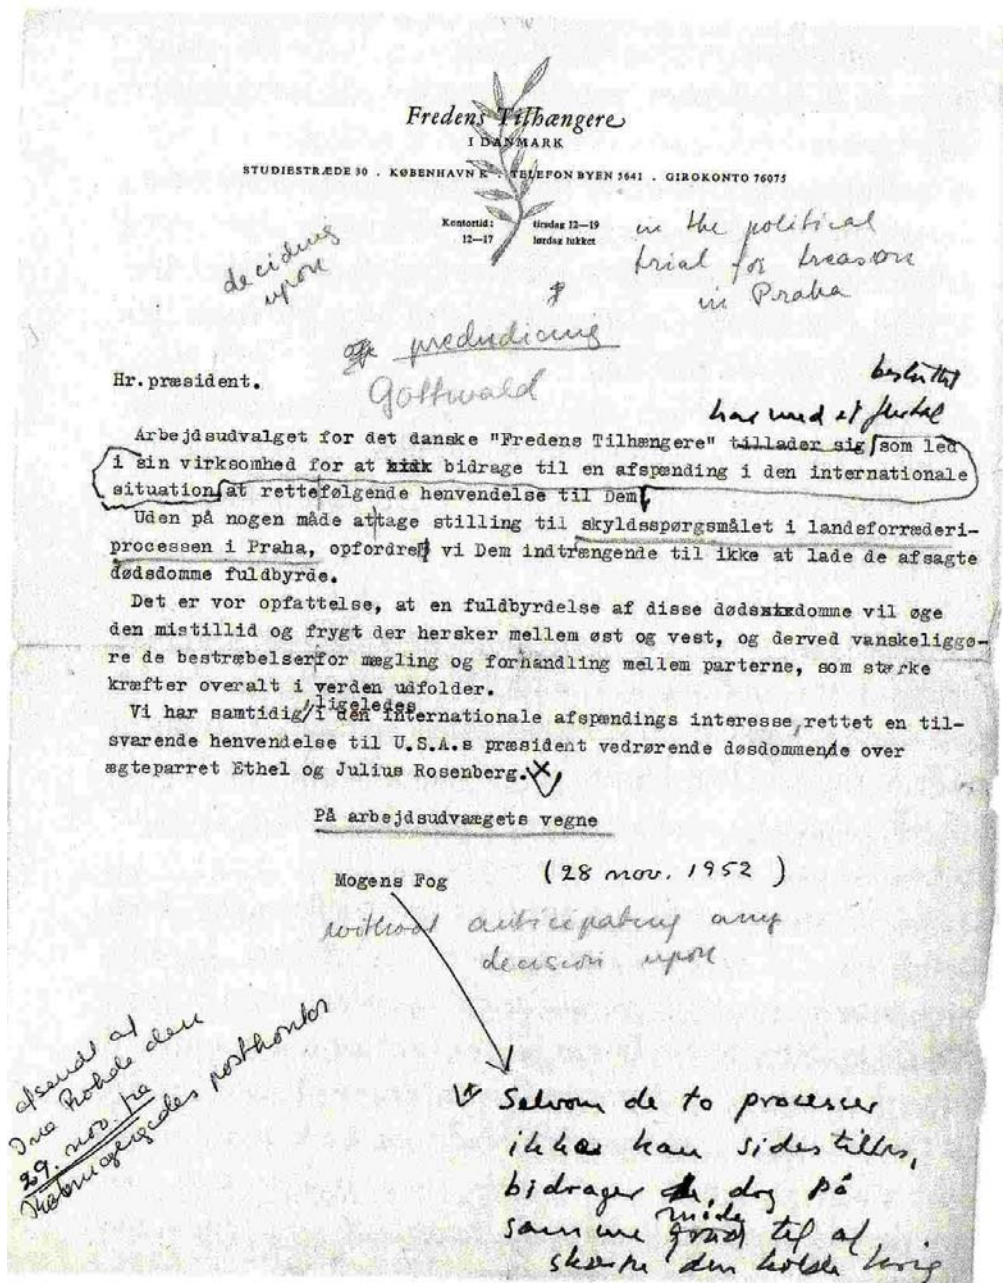 Fredens Tilhængere
I DANMARK
STUDIESTRÆDE 30 . KØBENHAVN K . TELEFON BYEN 5641 . GIROKONTO 76075
Kontortid: tirsdag 12—19
12—17 lørdag lukket
deciding
upon
in the political
trial for treason
in Praha
predudicing
Gottwald
Hr.præsident.
besluttet
har med et flertal
Arbejdsudvalget for det danske "Fredens Tilhængere" tillader sig som led
i sin virksomhed for at bidrage til en afspænding i den internationale
situation at rette følgende henvendelse til Dem
Uden på nogen måde at tage stilling til skyldsspørgsmålet i landsforræderi-
processen i Praha, opfordrer vi Dem indtrængende til ikke at lade de afsagte
dødsdomme fuldbyrde.
Det er vor opfattelse, at en fuldbyrdelse af disse dødsdomme vil øge
den mistillid og frygt der hersker mellem øst og vest, og derved vanskeliggø-
re de bestræbelser for mægling og forhandling mellem parterne, som stærke
kræfter overalt i verden udfolder.
ligeledes
Vi har samtidig i den internationale afspændings interesse, rettet en til-
svarende henvendelse til U.S.A.s præsident vedrørende døsdommende over
ægteparret Ethel og Julius Rosenberg.
På arbejdsudvægets vegne
Mogens Fog (28 nov. 1952)
without anticipating any
decision upon
afsendt af
Ina Rohde den
29. nov. fra
Købmagergades postkontor
Selvom de to processer
ikke kan sidestilles,
bidrager de, dog på
samme måde grad til at
skærpe den kolde krig